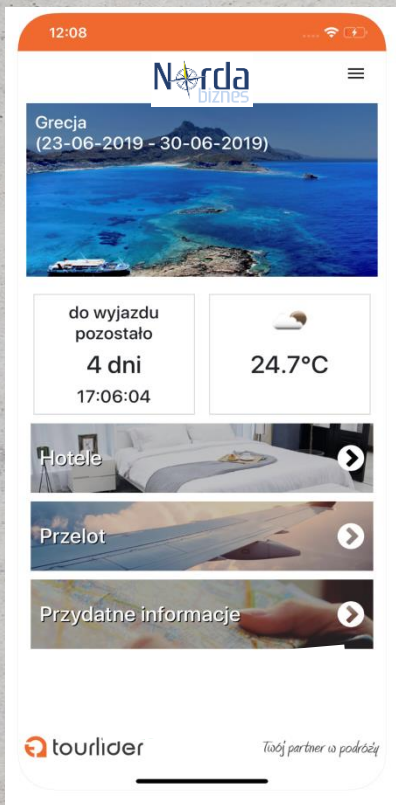 12:08
Norda
biznes
Grecja
(23-06-2019 - 30-06-2019)
do wyjazdu
pozostało
4 dni
17:06:04
24.7°C
Hotele
Przelot
Przydatne informacje
tourlider
Twój partner w podróży